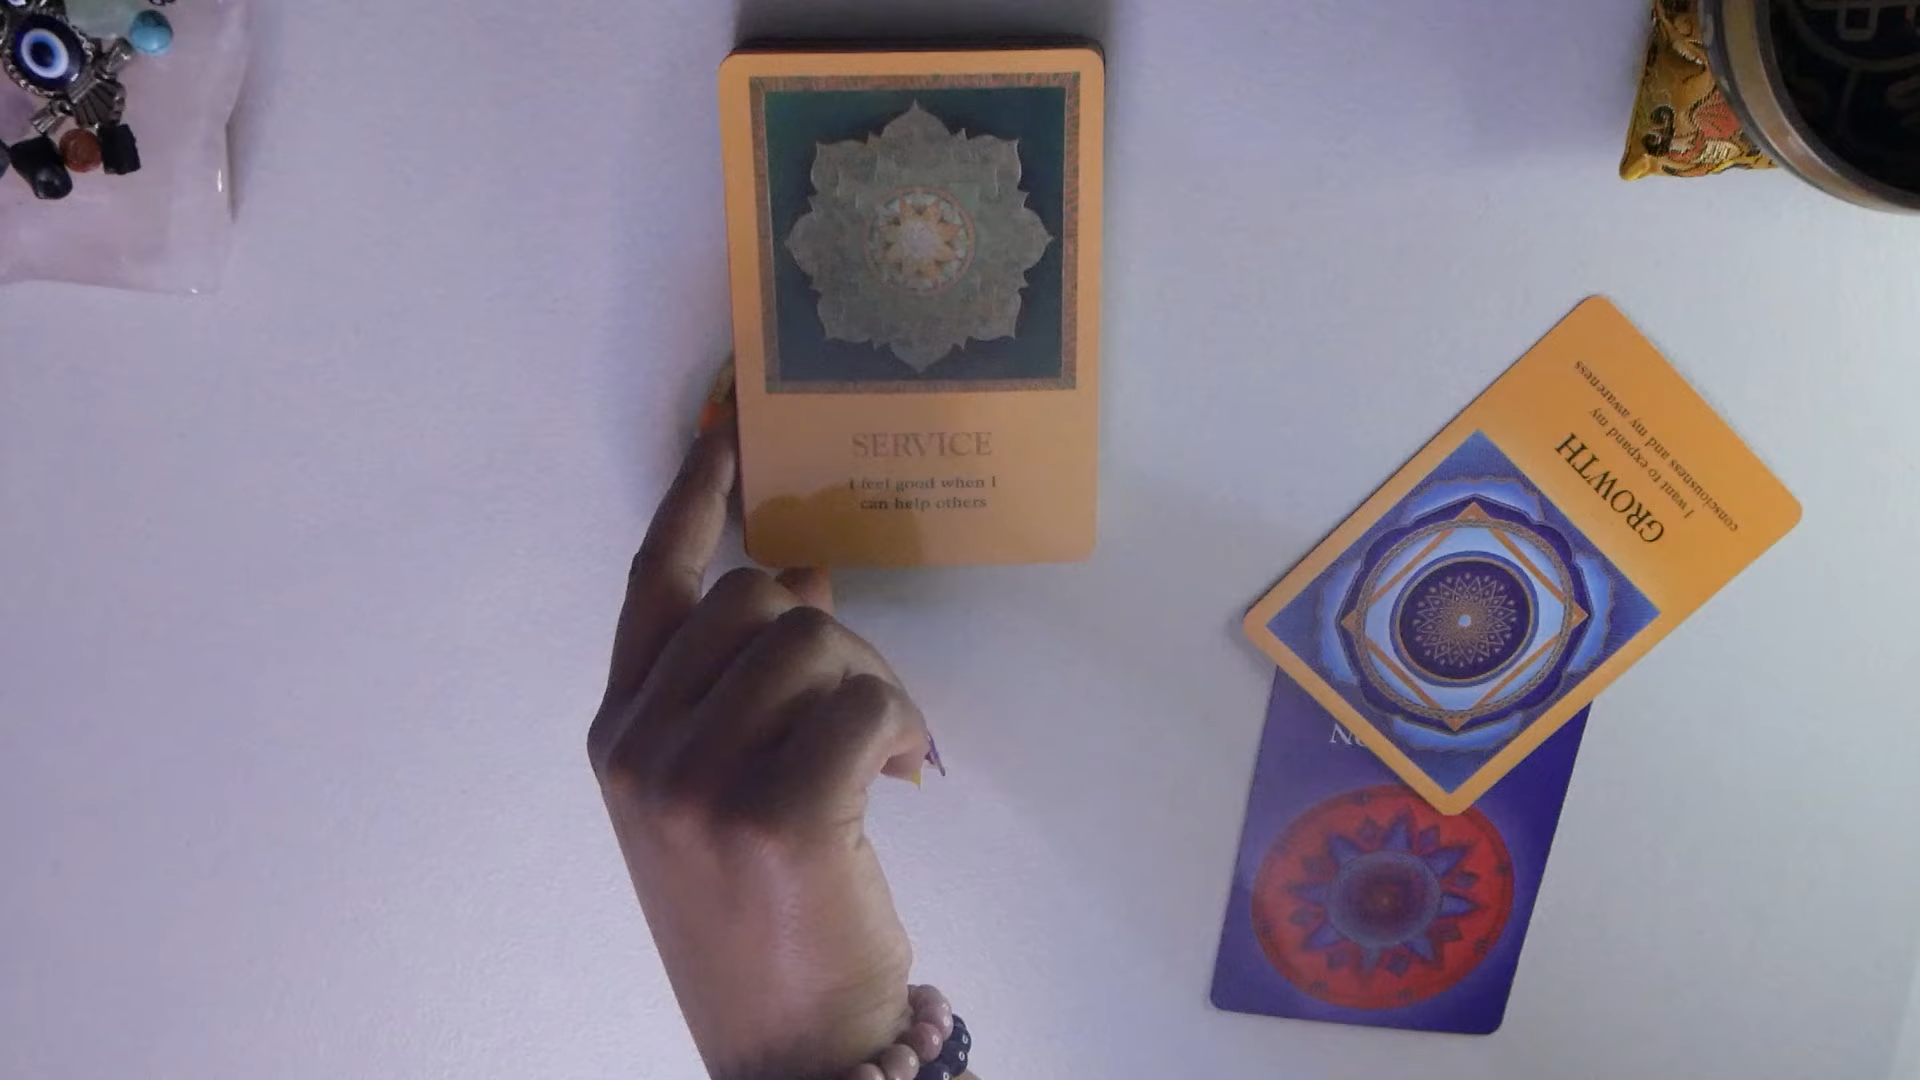 SERVICE
I feel good when I
can help others
GROWTH
I want to expand my
consciousness and my awareness